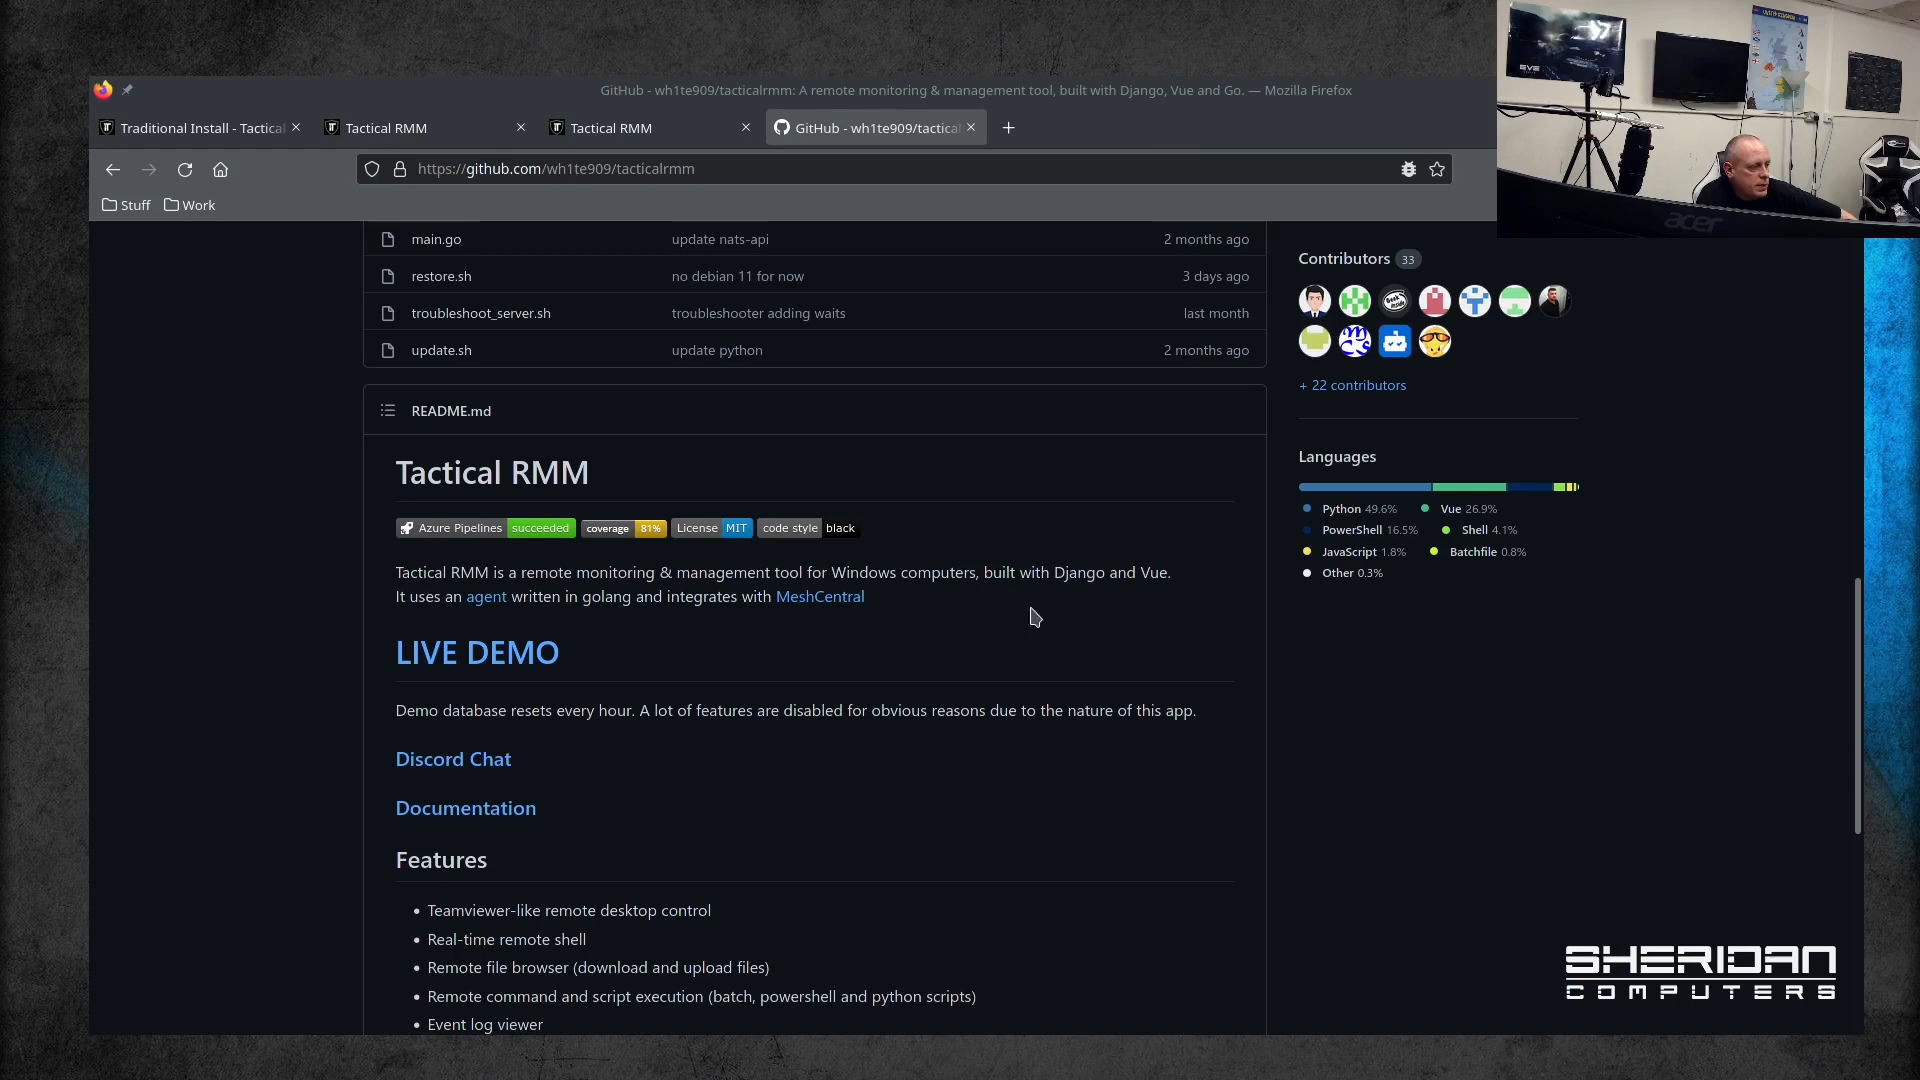 GitHub - wh1te909/tacticalrmm: A remote monitoring & management tool, built with Django, Vue and Go. — Mozilla Firefox
Traditional Install - Tactical
Tactical RMM
Tactical RMM
GitHub - wh1te909/tactical
https://github.com/wh1te909/tacticalrmm
Stuff
Work
EVE
acer
main.go
update nats-api
2 months ago
restore.sh
no debian 11 for now
3 days ago
troubleshoot_server.sh
troubleshooter adding waits
last month
update.sh
update python
2 months ago
README.md
Tactical RMM
Azure Pipelines succeeded
coverage 81%
License MIT
code style black
Tactical RMM is a remote monitoring & management tool for Windows computers, built with Django and Vue.
It uses an agent written in golang and integrates with MeshCentral
LIVE DEMO
Demo database resets every hour. A lot of features are disabled for obvious reasons due to the nature of this app.
Discord Chat
Documentation
Features
• Teamviewer-like remote desktop control
• Real-time remote shell
• Remote file browser (download and upload files)
• Remote command and script execution (batch, powershell and python scripts)
• Event log viewer
Contributors 33
+ 22 contributors
Languages
Python 49.6%
Vue 26.9%
PowerShell 16.5%
Shell 4.1%
JavaScript 1.8%
Batchfile 0.8%
Other 0.3%
SHERIDAN
COMPUTERS